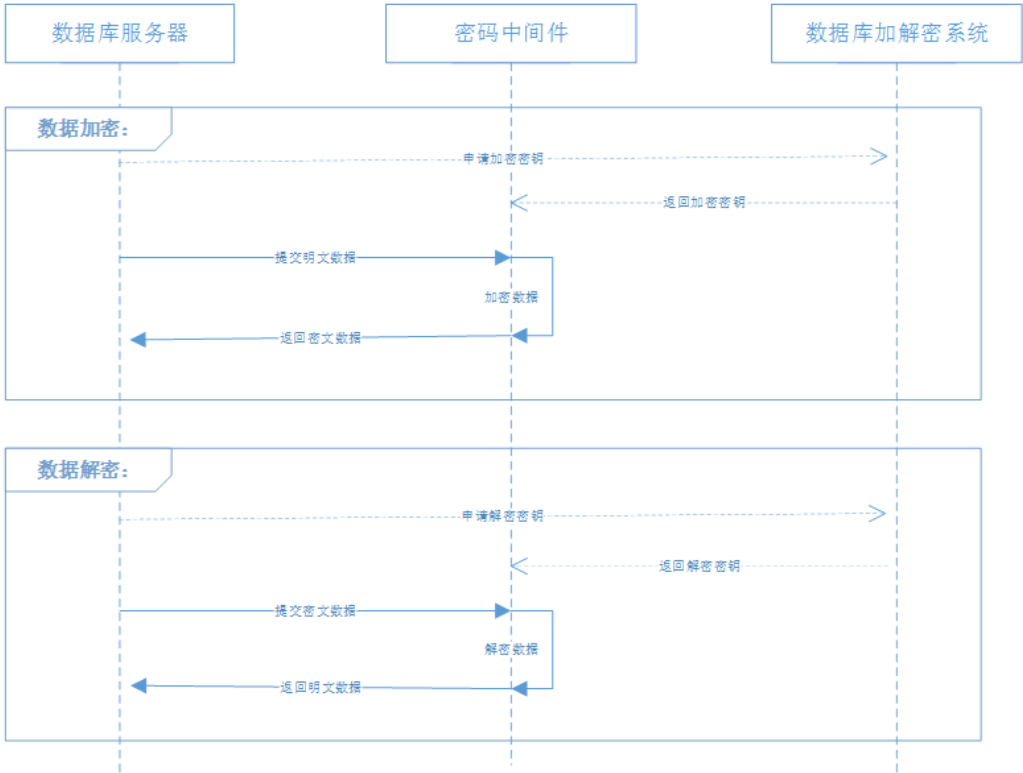 数据库服务器
密码中间件
数据库加解密系统
数据加密：
申请加密密钥
返回加密密钥
提交明文数据
加密数据
返回密文数据
数据解密：
申请解密密钥
返回解密密钥
提交密文数据
解密数据
返回明文数据